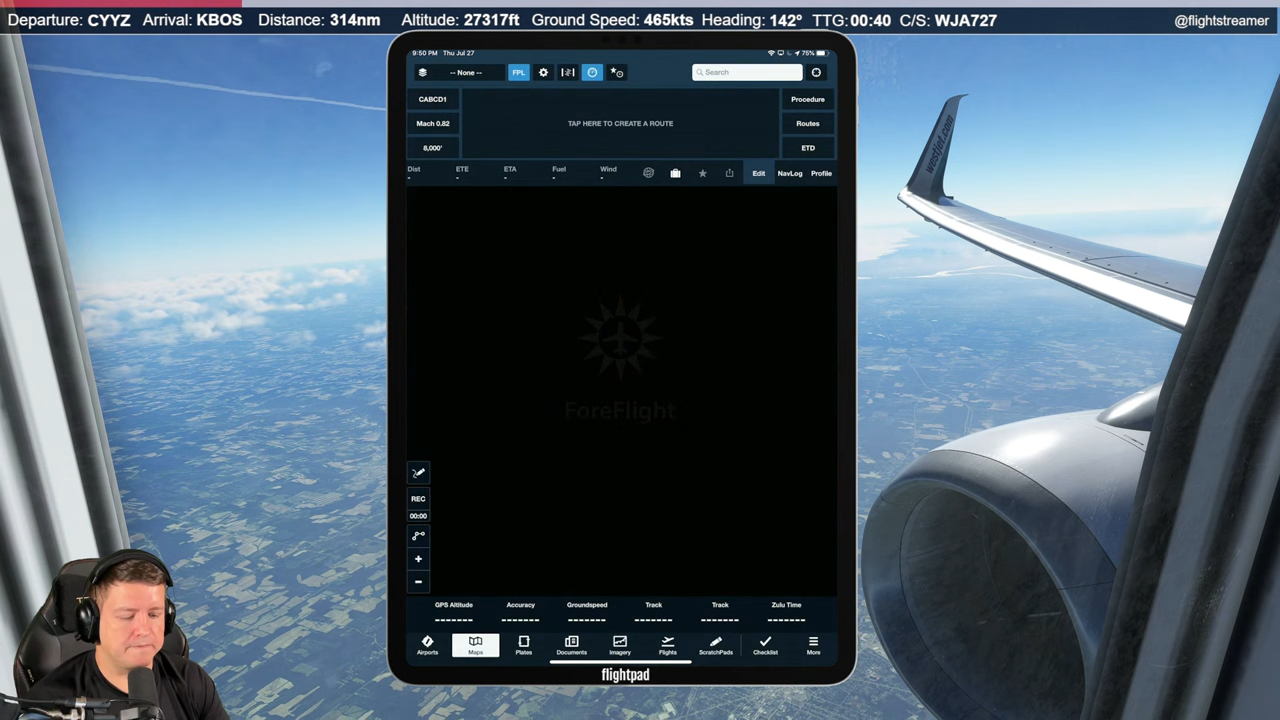 Departure: CYYZ Arrival: KBOS Distance: 314nm Altitude: 27317ft Ground Speed: 465kts Heading: 142º TTG:00:40 C/S: WJA727 @flightstreamer
9:50 PM Thu Jul 27 75%
-- None -- FPL Search
CABCD1 Procedure
Mach 0.82 TAP HERE TO CREATE A ROUTE Routes
8,000' ETD
Dist ETE ETA Fuel Wind Edit NavLog Profile
- - - - -
westjet.com
ForeFlight
REC
00:00
GPS Altitude Accuracy Groundspeed Track Track Zulu Time
------- ------- ------- ------- ------- -------
Airports Maps Plates Documents Imagery Flights ScratchPads Checklist More
flightpad